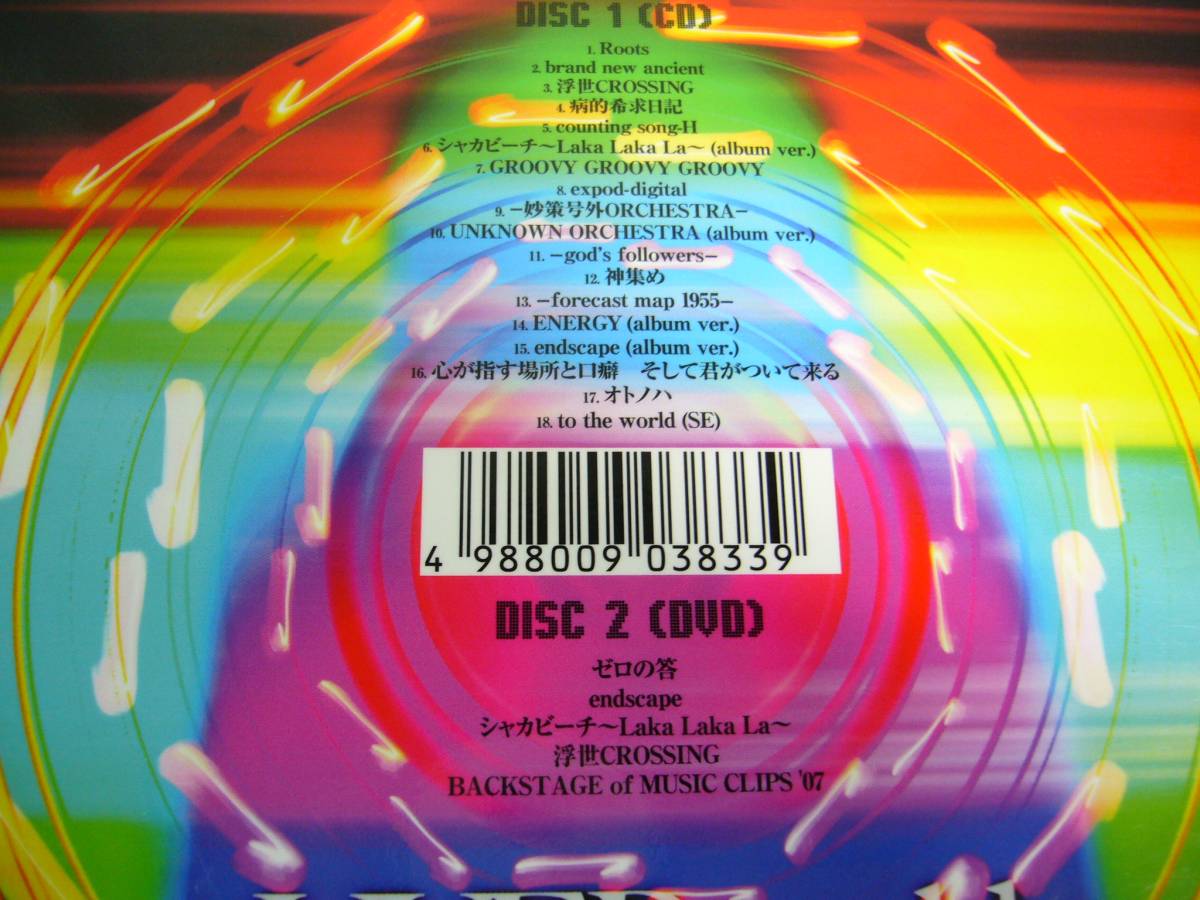 DISC 1 (CD)
1. Roots
2. brand new ancient
3. 浮世CROSSING
4. 病的希求日記
5. counting song-H
6. シャカビーチ～Laka Laka La～ (album ver.)
7. GROOVY GROOVY GROOVY
8. expod-digital
9. −妙策号外ORCHESTRA−
10. UNKNOWN ORCHESTRA (album ver.)
11. −god's followers−
12. 神集め
13. −forecast map 1955−
14. ENERGY (album ver.)
15. endscape (album ver.)
16. 心が指す場所と口癖　そして君がついて来る
17. オトノハ
18. to the world (SE)
4 988009 038339
DISC 2 (DVD)
ゼロの答
endscape
シャカビーチ～Laka Laka La～
浮世CROSSING
BACKSTAGE of MUSIC CLIPS '07